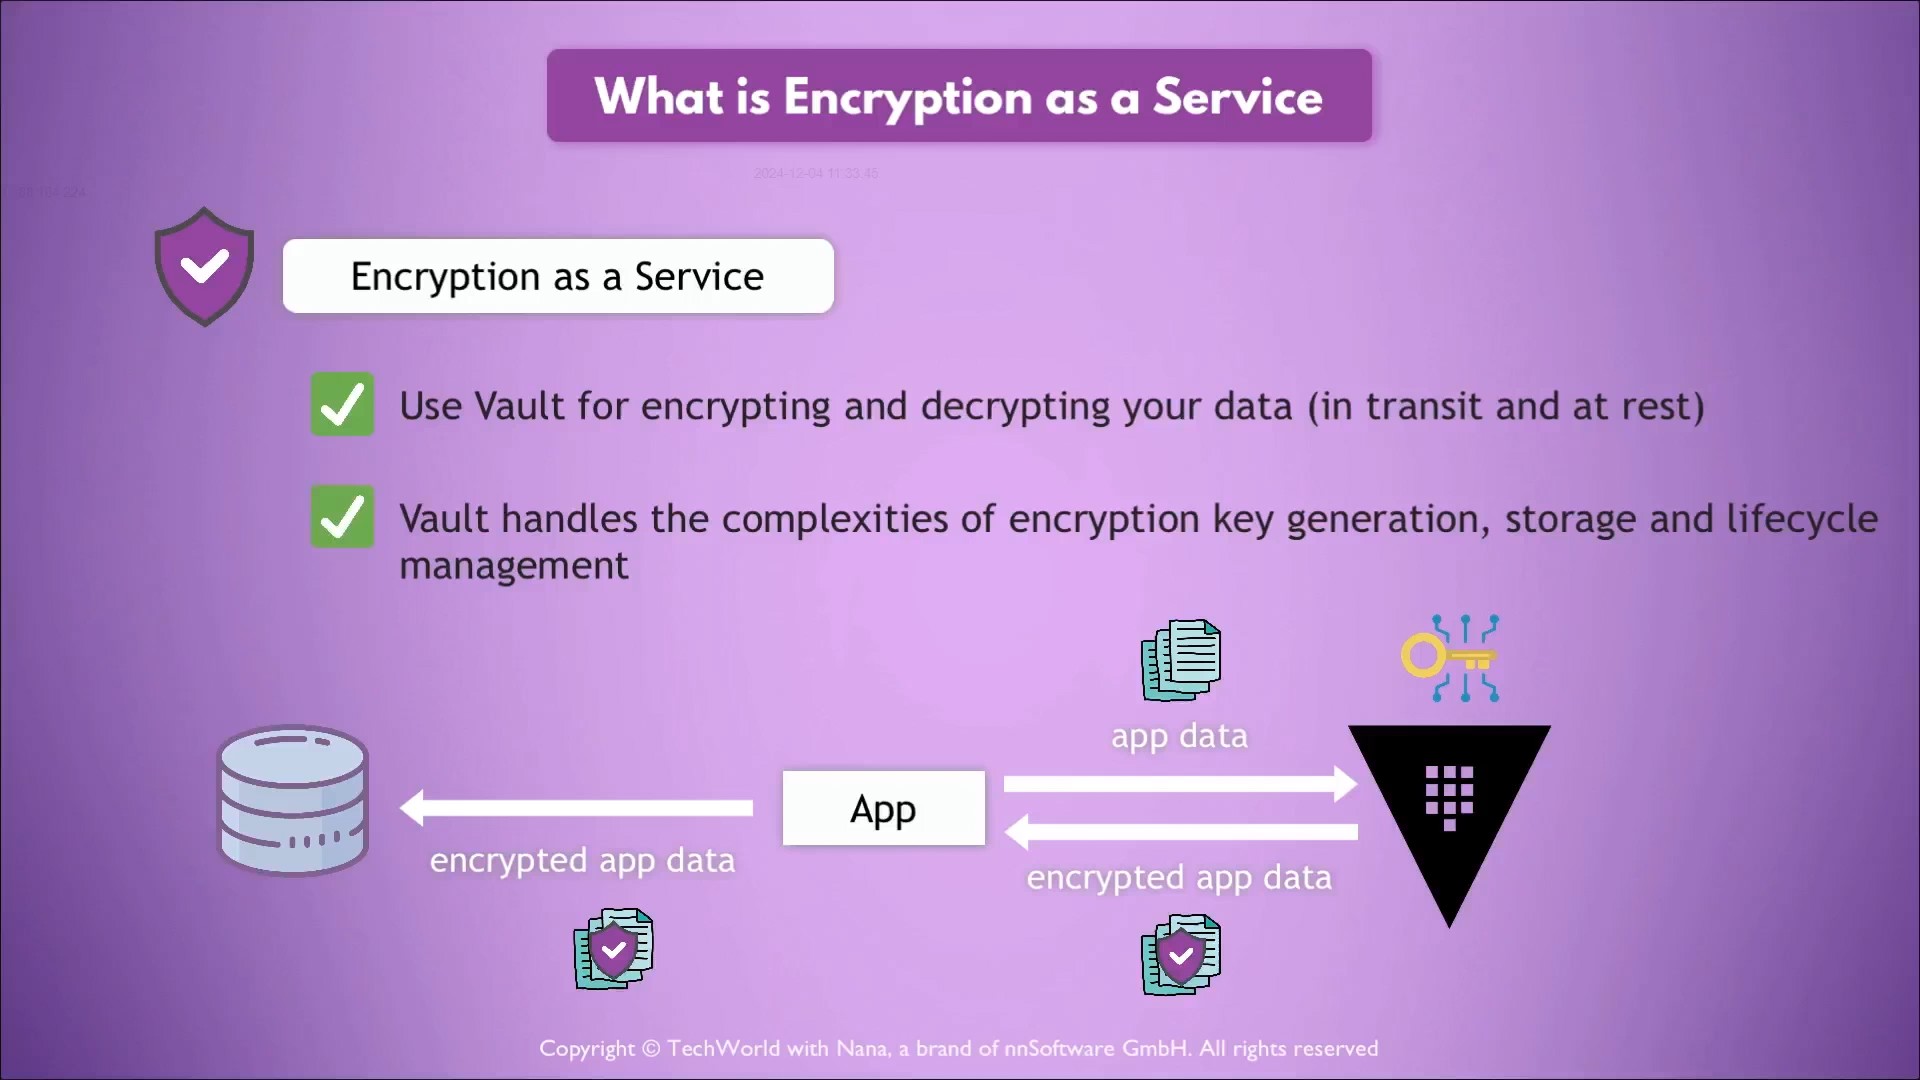 What is Encryption as a Service
2024-12-04 11:33:45
Encryption as a Service
Use Vault for encrypting and decrypting your data (in transit and at rest)
Vault handles the complexities of encryption key generation, storage and lifecycle
management
app data
App
encrypted app data
encrypted app data
Copyright © TechWorld with Nana, a brand of nnSoftware GmbH. All rights reserved